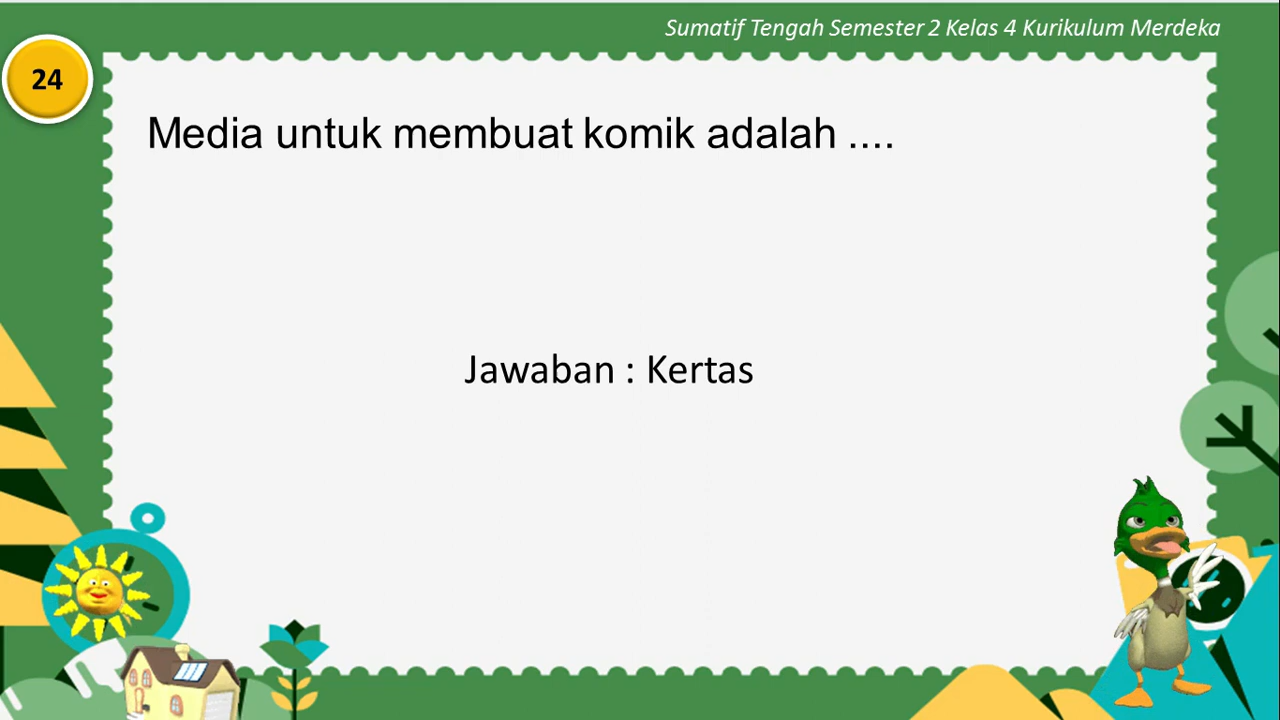 Sumatif Tengah Semester 2 Kelas 4 Kurikulum Merdeka
24
Media untuk membuat komik adalah ....
Jawaban : Kertas